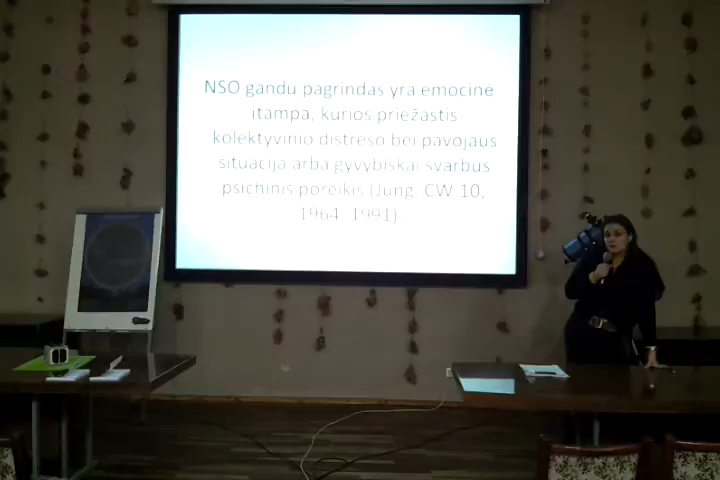 NSO gandų pagrindas yra emocinė
įtampa, kurios priežastis
kolektyvinio distreso bei pavojaus
situacija arba gyvybiškai svarbus
psichinis poreikis (Jung, CW 10,
1964, 1991)